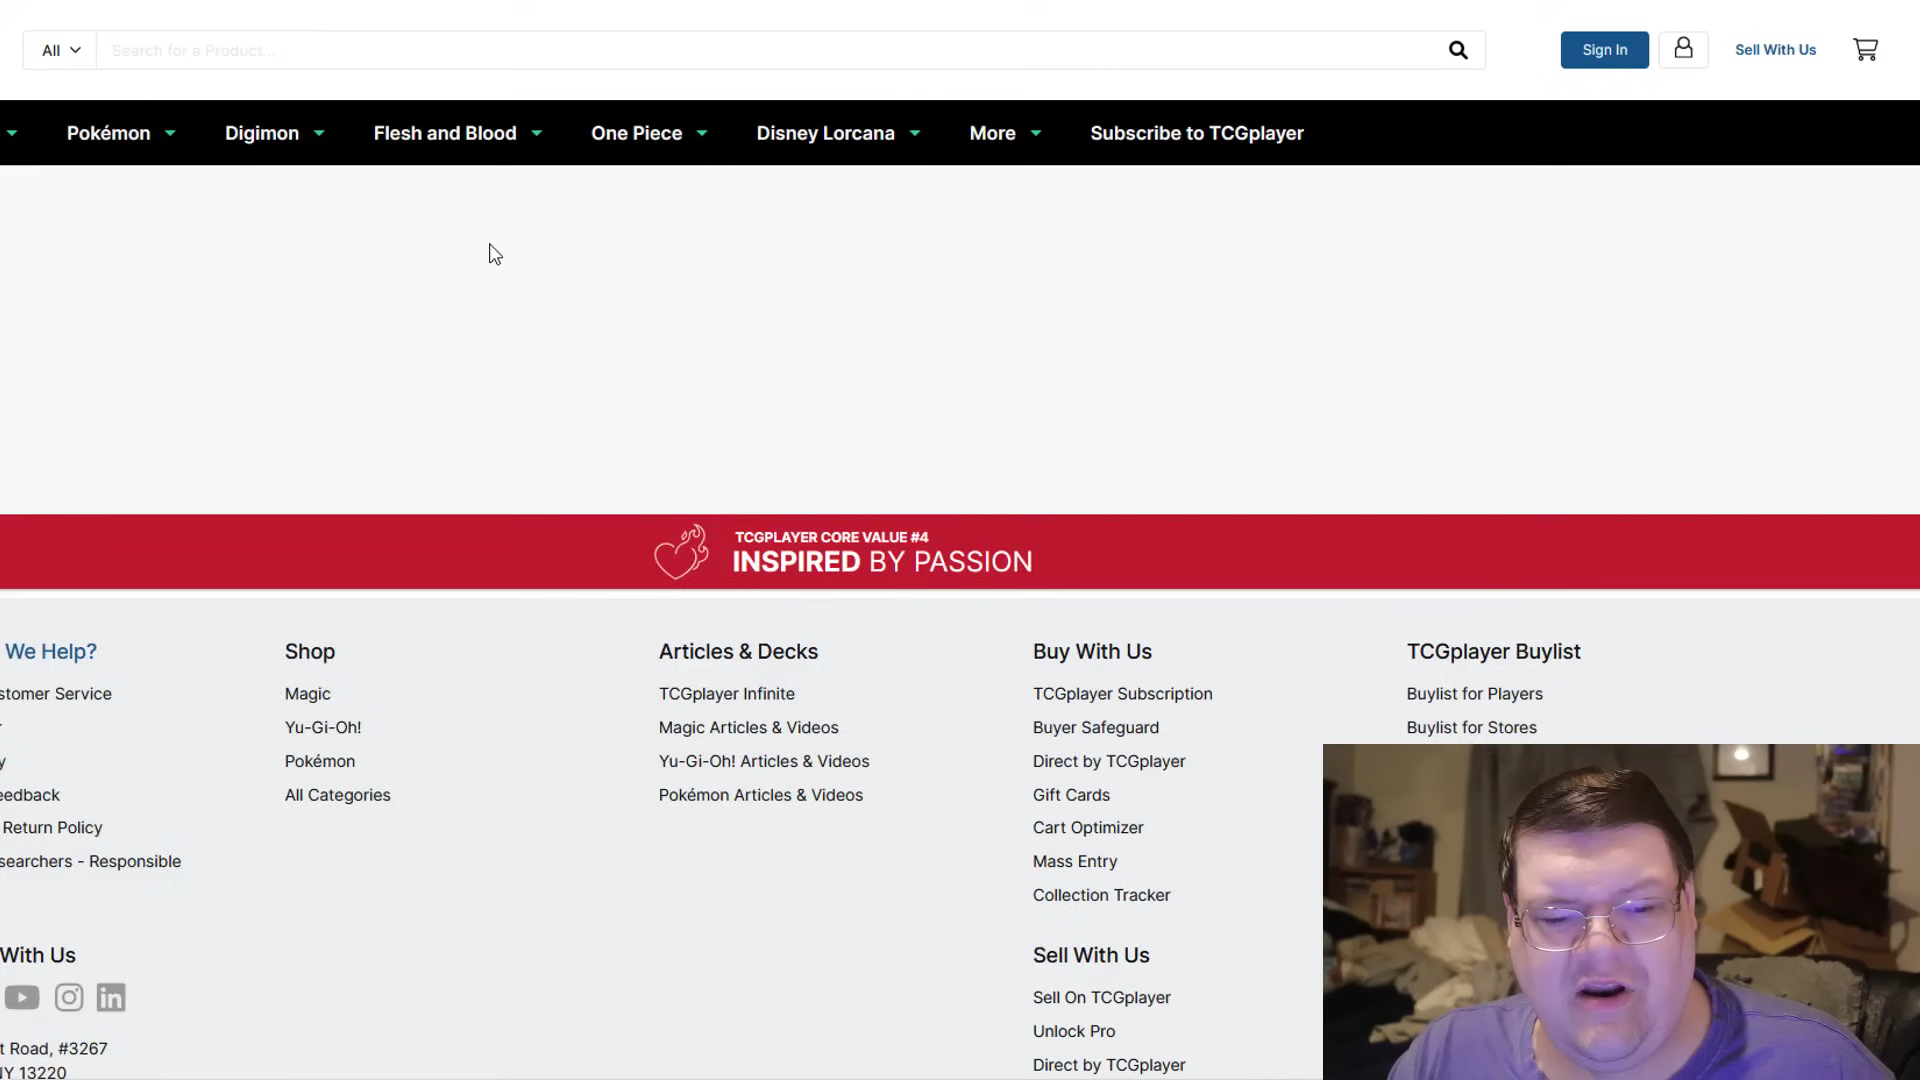 All
Search for a Product...
Sign In
Sell With Us
Pokémon
Digimon
Flesh and Blood
One Piece
Disney Lorcana
More
Subscribe to TCGplayer
TCGPLAYER CORE VALUE #4
INSPIRED BY PASSION
We Help?
stomer Service
y
eedback
Return Policy
searchers - Responsible
With Us
t Road, #3267
NY 13220
Shop
Magic
Yu-Gi-Oh!
Pokémon
All Categories
Articles & Decks
TCGplayer Infinite
Magic Articles & Videos
Yu-Gi-Oh! Articles & Videos
Pokémon Articles & Videos
Buy With Us
TCGplayer Subscription
Buyer Safeguard
Direct by TCGplayer
Gift Cards
Cart Optimizer
Mass Entry
Collection Tracker
Sell With Us
Sell On TCGplayer
Unlock Pro
Direct by TCGplayer
TCGplayer Buylist
Buylist for Players
Buylist for Stores